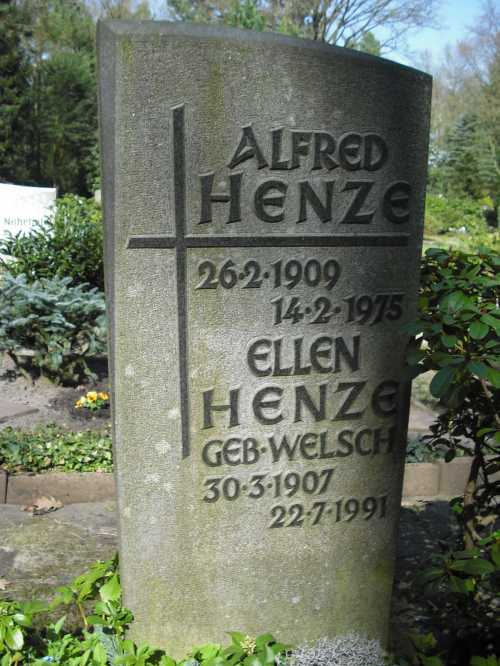 ALFRED
HENZE
26·2·1909
14·2·1975
ELLEN
HENZE
GEB·WELSCH
30·3·1907
22·7·1991